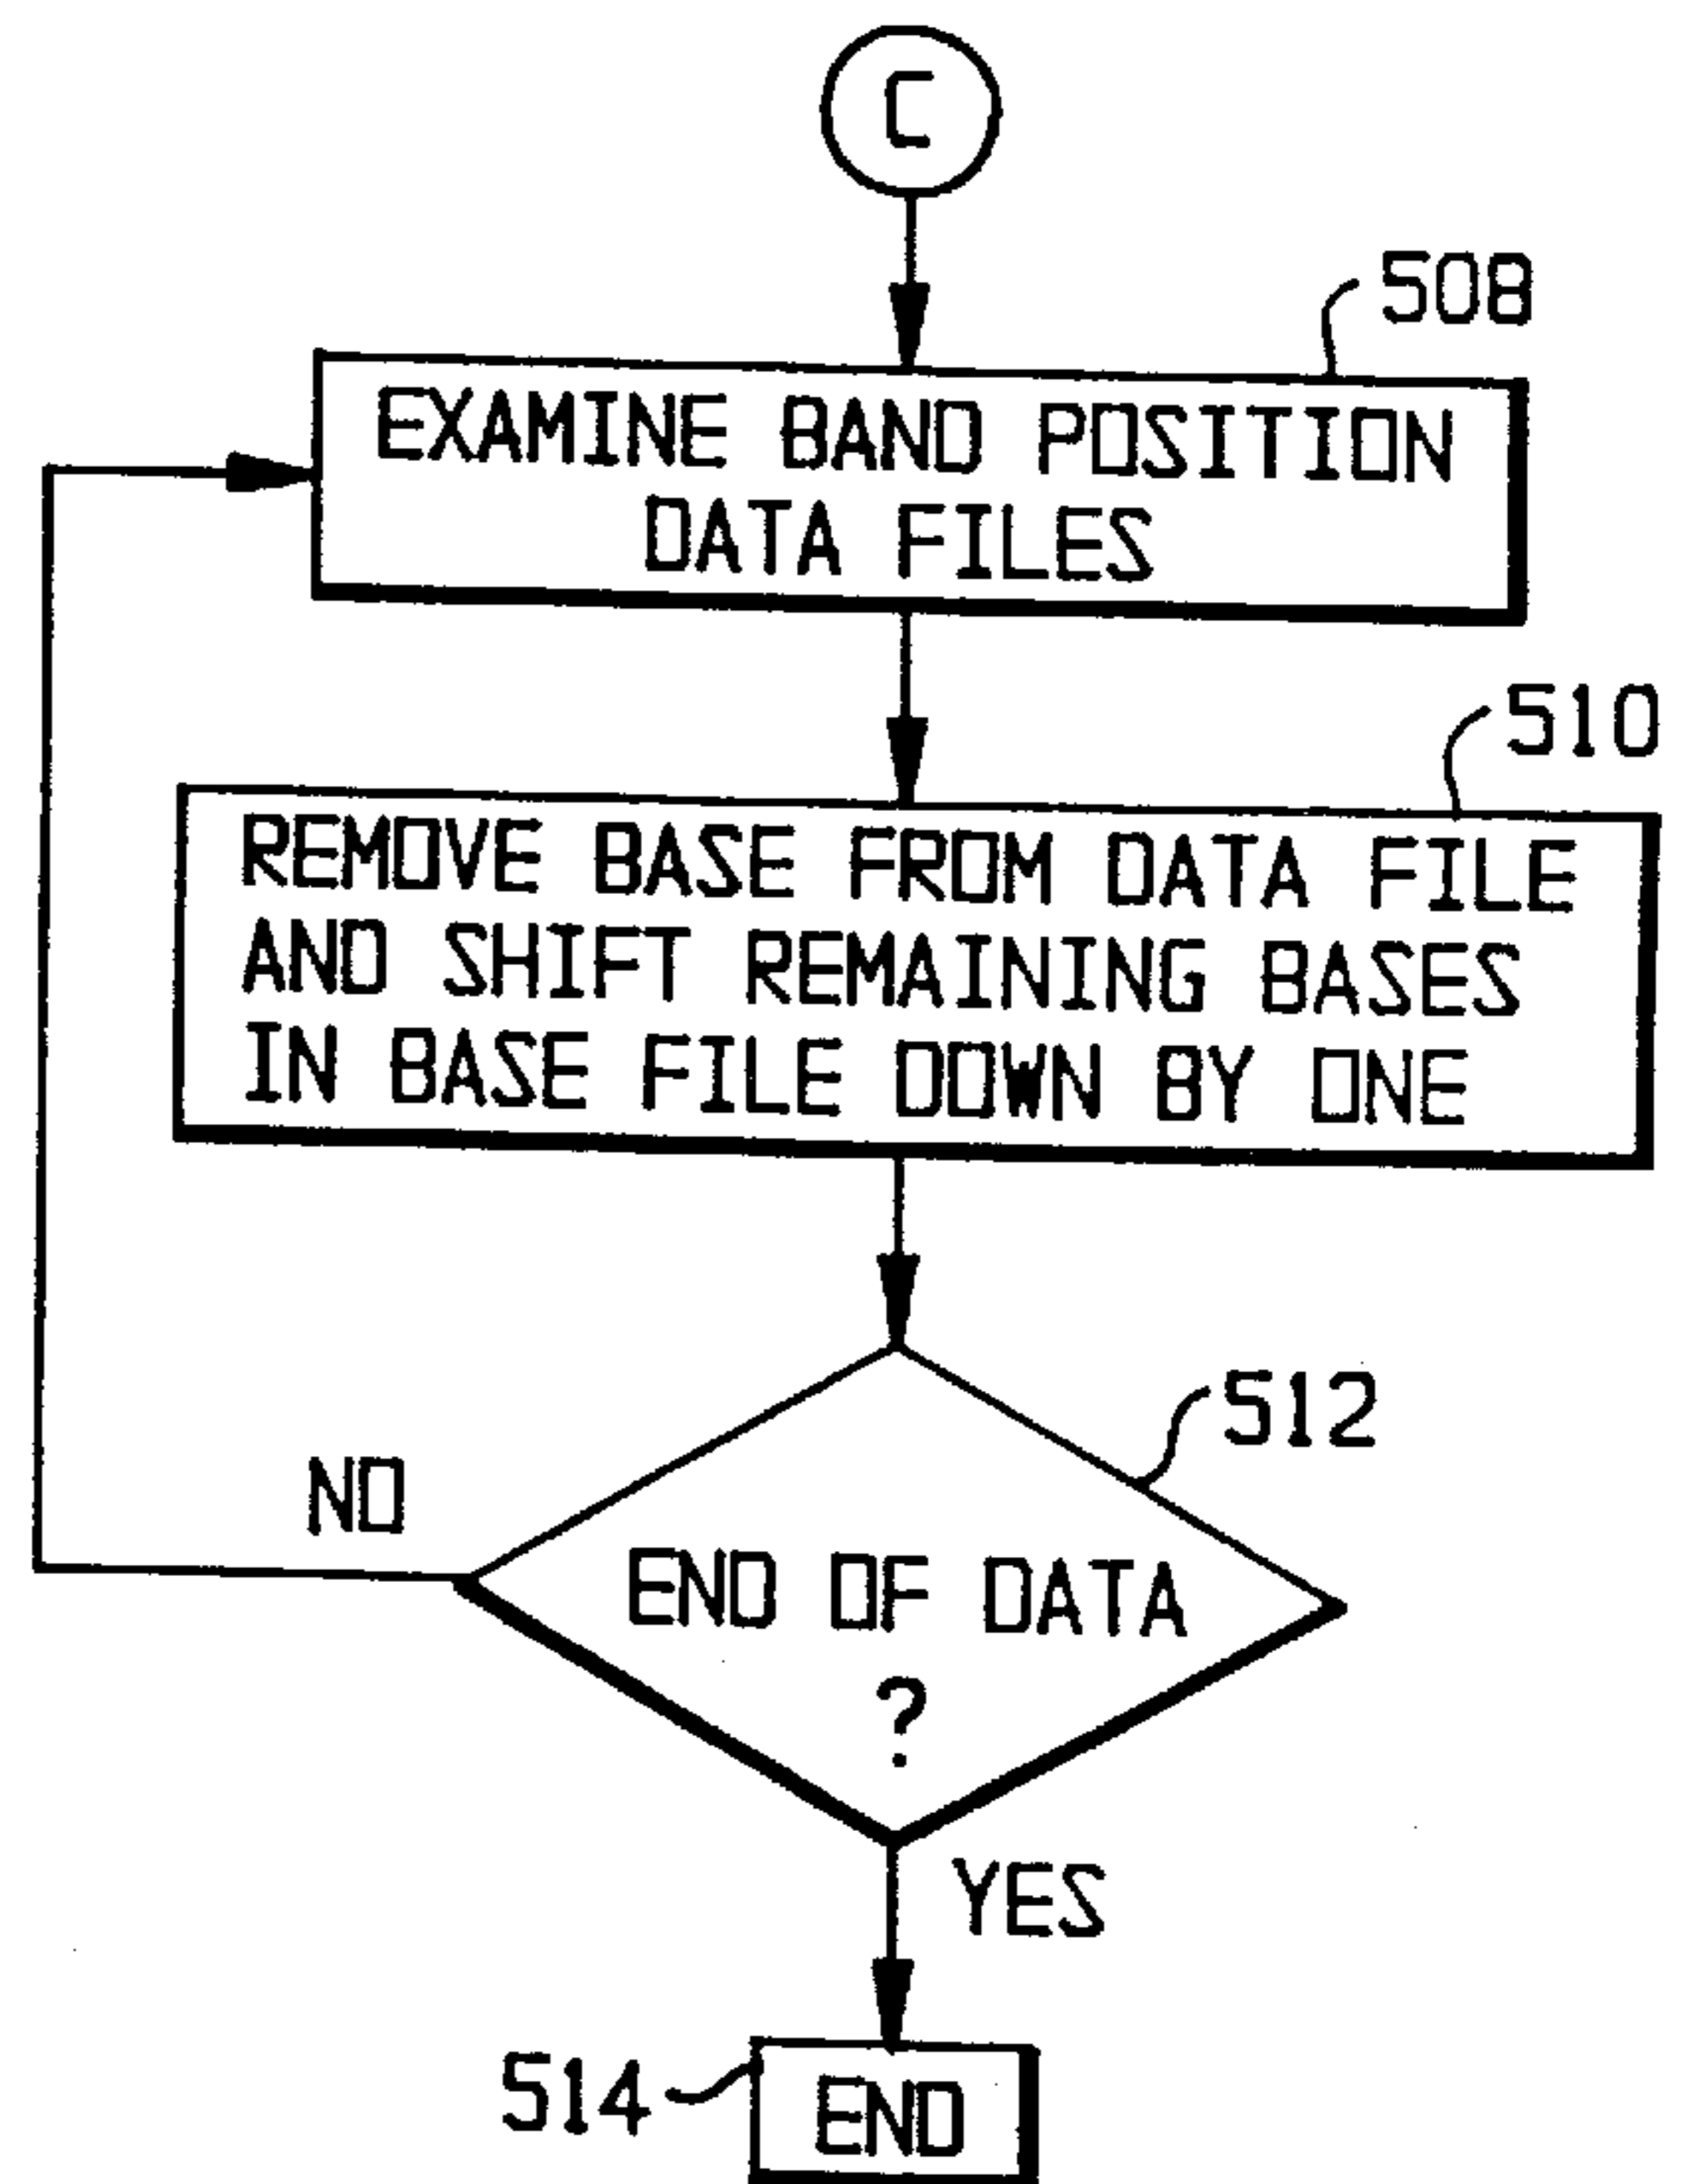 C
508
EXAMINE BAND POSITION
DATA FILES
510
REMOVE BASE FROM DATA FILE
AND SHIFT REMAINING BASES
IN BASE FILE DOWN BY ONE
512
NO
END OF DATA
?
YES
514
END